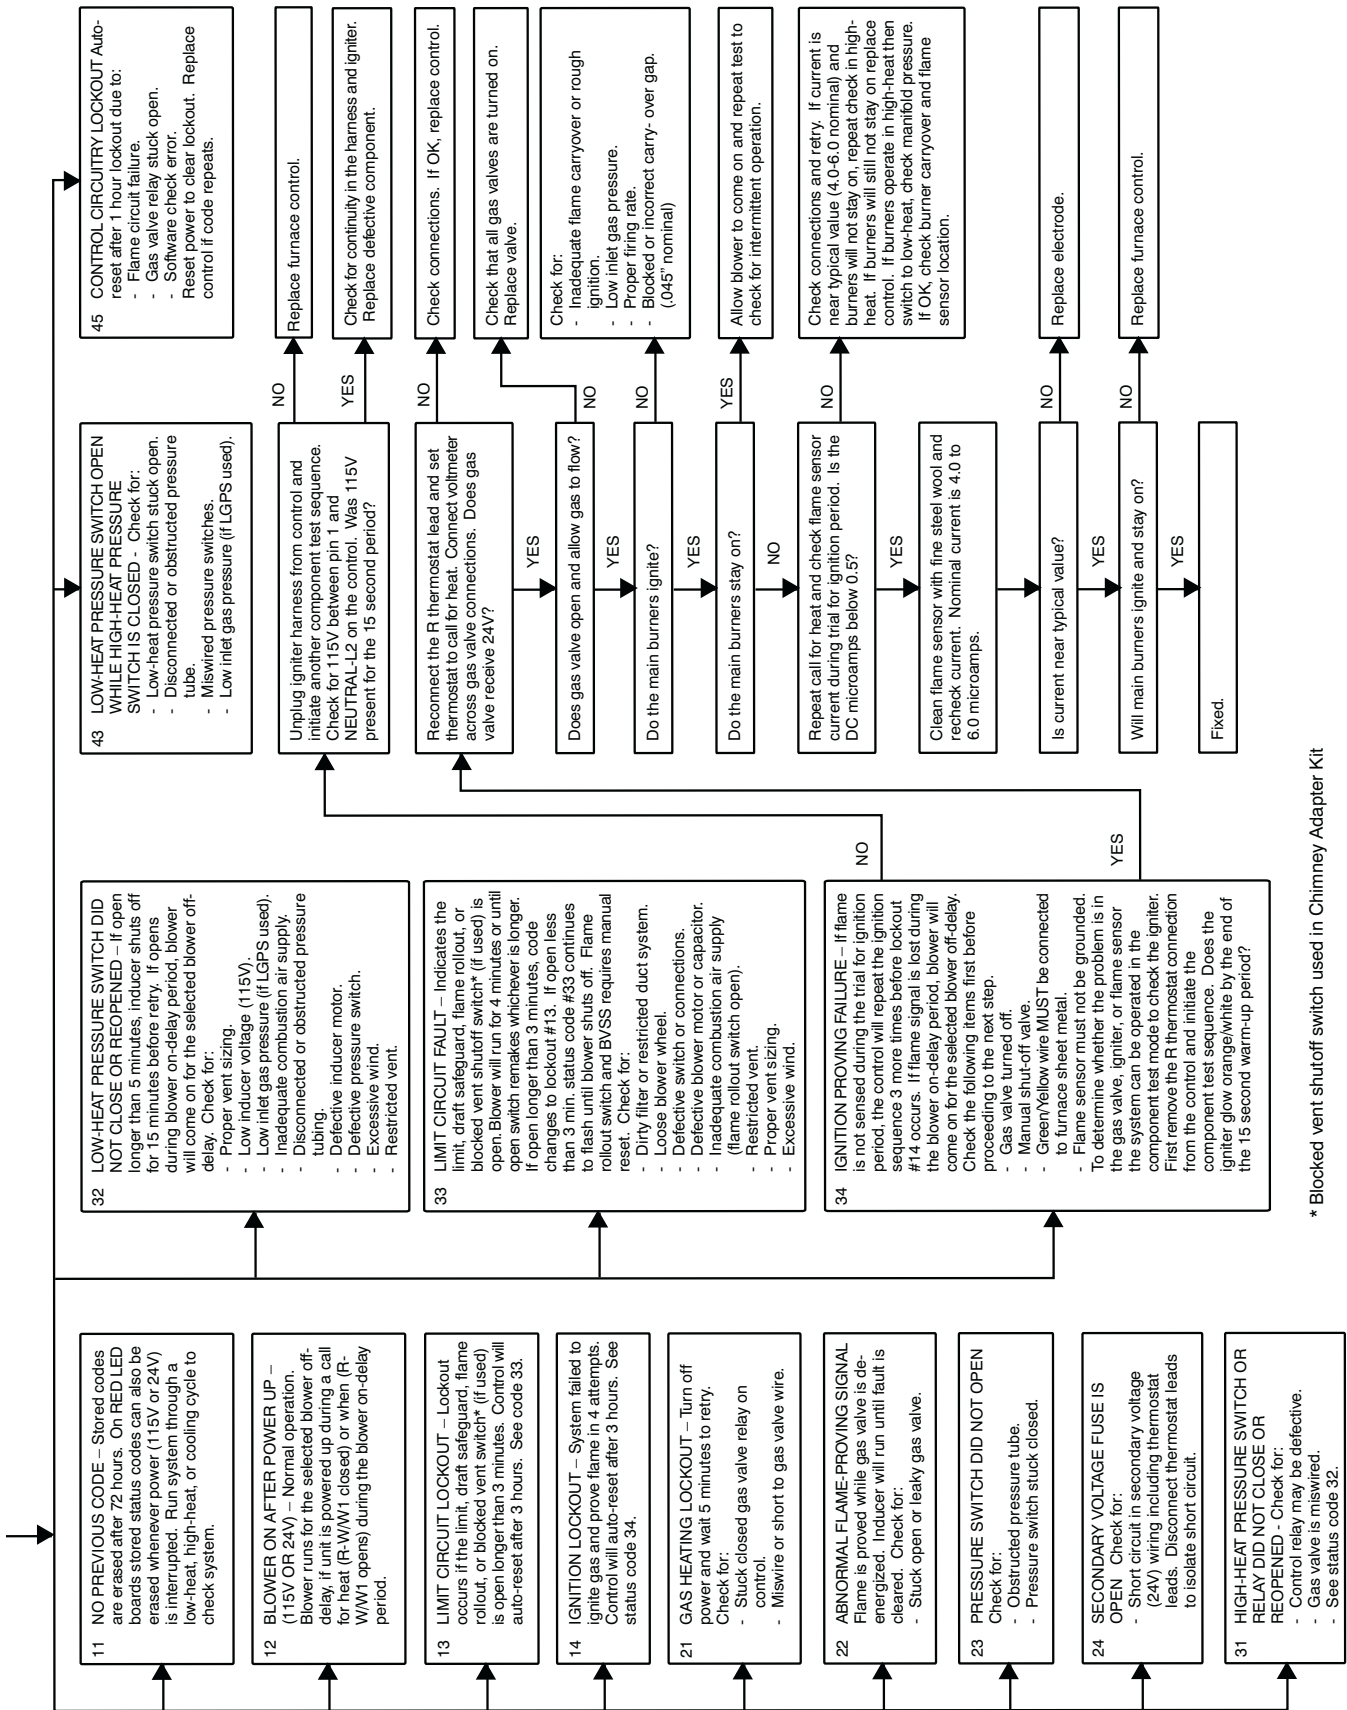 11 NO PREVIOUS CODE – Stored codes
are erased after 72 hours. On RED LED
boards stored status codes can also be
erased whenever power (115V or 24V)
is interrupted. Run system through a
low-heat, high-heat, or cooling cycle to
check system.
12 BLOWER ON AFTER POWER UP –
(115V OR 24V) – Normal operation.
Blower runs for the selected blower off-
delay, if unit is powered up during a call
for heat (R-W/W1 closed) or when (R-
W/W1 opens) during the blower on-delay
period.
13 LIMIT CIRCUIT LOCKOUT – Lockout
occurs if the limit, draft safeguard, flame
rollout, or blocked vent switch* (if used)
is open longer than 3 minutes. Control will
auto-reset after 3 hours. See code 33.
14 IGNITION LOCKOUT – System failed to
ignite gas and prove flame in 4 attempts.
Control will auto-reset after 3 hours. See
status code 34.
21 GAS HEATING LOCKOUT – Turn off
power and wait 5 minutes to retry.
Check for:
- Stuck closed gas valve relay on
control.
- Miswire or short to gas valve wire.
22 ABNORMAL FLAME-PROVING SIGNAL
Flame is proved while gas valve is de-
energized. Inducer will run until fault is
cleared. Check for:
- Stuck open or leaky gas valve.
23 PRESSURE SWITCH DID NOT OPEN
Check for:
- Obstructed pressure tube.
- Pressure switch stuck closed.
24 SECONDARY VOLTAGE FUSE IS
OPEN Check for:
- Short circuit in secondary voltage
(24V) wiring including thermostat
leads. Disconnect thermostat leads
to isolate short circuit.
31 HIGH-HEAT PRESSURE SWITCH OR
RELAY DID NOT CLOSE OR
REOPENED - Check for:
- Control relay may be defective.
- Gas valve is miswired.
- See status code 32.
32 LOW-HEAT PRESSURE SWITCH DID
NOT CLOSE OR REOPENED – If open
longer than 5 minutes, inducer shuts off
for 15 minutes before retry. If opens
during blower on-delay period, blower
will come on for the selected blower off-
delay. Check for:
- Proper vent sizing.
- Low inducer voltage (115V).
- Low inlet gas pressure (if LGPS used).
- Inadequate combustion air supply.
- Disconnected or obstructed pressure
tubing.
- Defective inducer motor.
- Defective pressure switch.
- Excessive wind.
- Restricted vent.
33 LIMIT CIRCUIT FAULT – Indicates the
limit, draft safeguard, flame rollout, or
blocked vent shutoff switch* (if used) is
open.Blower will run for 4 minutes or until
open switch remakes whichever is longer.
If open longer than 3 minutes, code
changes to lockout #13. If open less
than 3 min. status code #33 continues
to flash until blower shuts off. Flame
rollout switch and BVSS requires manual
reset. Check for:
- Dirty filter or restricted duct system.
- Loose blower wheel.
- Defective switch or connections.
- Defective blower motor or capacitor.
- Inadequate combustion air supply
(flame rollout switch open).
- Restricted vent.
- Proper vent sizing.
- Excessive wind.
34 IGNITION PROVING FAILURE – If flame
is not sensed during the trial for ignition
period, the control will repeat the ignition
sequence 3 more times before lockout
#14 occurs. If flame signal is lost during
the blower on-delay period, blower will
come on for the selected blower off-delay.
Check the following items first before
proceeding to the next step.
- Gas valve turned off.
- Manual shut-off valve.
- Green/Yellow wire MUST be connected
to furnace sheet metal.
- Flame sensor must not be grounded.
To determine whether the problem is in
the gas valve, igniter, or flame sensor
the system can be operated in the
component test mode to check the igniter.
First remove the R thermostat connection
from the control and initiate the
component test sequence. Does the
igniter glow orange/white by the end of
the 15 second warm-up period?
NO
YES
43 LOW-HEAT PRESSURE SWITCH OPEN
WHILE HIGH-HEAT PRESSURE
SWITCH IS CLOSED - Check for:
- Low-heat pressure switch stuck open.
- Disconnected or obstructed pressure
tube.
- Miswired pressure switches.
- Low inlet gas pressure (if LGPS used).
Unplug igniter harness from control and
initiate another component test sequence.
Check for 115V between pin 1 and
NEUTRAL-L2 on the control. Was 115V
present for the 15 second period?
NO
YES
Reconnect the R thermostat lead and set
thermostat to call for heat. Connect voltmeter
across gas valve connections. Does gas
valve receive 24V?
NO
YES
Does gas valve open and allow gas to flow?
NO
YES
Do the main burners ignite?
NO
YES
Do the main burners stay on?
YES
NO
Repeat call for heat and check flame sensor
current during trial for ignition period. Is the
DC microamps below 0.5?
NO
YES
Clean flame sensor with fine steel wool and
recheck current. Nominal current is 4.0 to
6.0 microamps.
Is current near typical value?
NO
YES
Will main burners ignite and stay on?
NO
YES
Fixed.
45 CONTROL CIRCUITRY LOCKOUT Auto-
reset after 1 hour lockout due to:
- Flame circuit failure.
- Gas valve relay stuck open.
- Software check error.
Reset power to clear lockout. Replace
control if code repeats.
Replace furnace control.
Check for continuity in the harness and igniter.
Replace defective component.
Check connections. If OK, replace control.
Check that all gas valves are turned on.
Replace valve.
Check for:
- Inadequate flame carryover or rough
ignition.
- Low inlet gas pressure.
- Proper firing rate.
- Blocked or incorrect carry- over gap.
(.045” nominal)
Allow blower to come on and repeat test to
check for intermittent operation.
Check connections and retry. If current is
near typical value (4.0-6.0 nominal) and
burners will not stay on, repeat check in high-
heat. If burners will still not stay on replace
control. If burners operate in high-heat then
switch to low-heat, check manifold pressure.
If OK, check burner carryover and flame
sensor location.
Replace electrode.
Replace furnace control.
* Blocked vent shutoff switch used in Chimney Adapter Kit